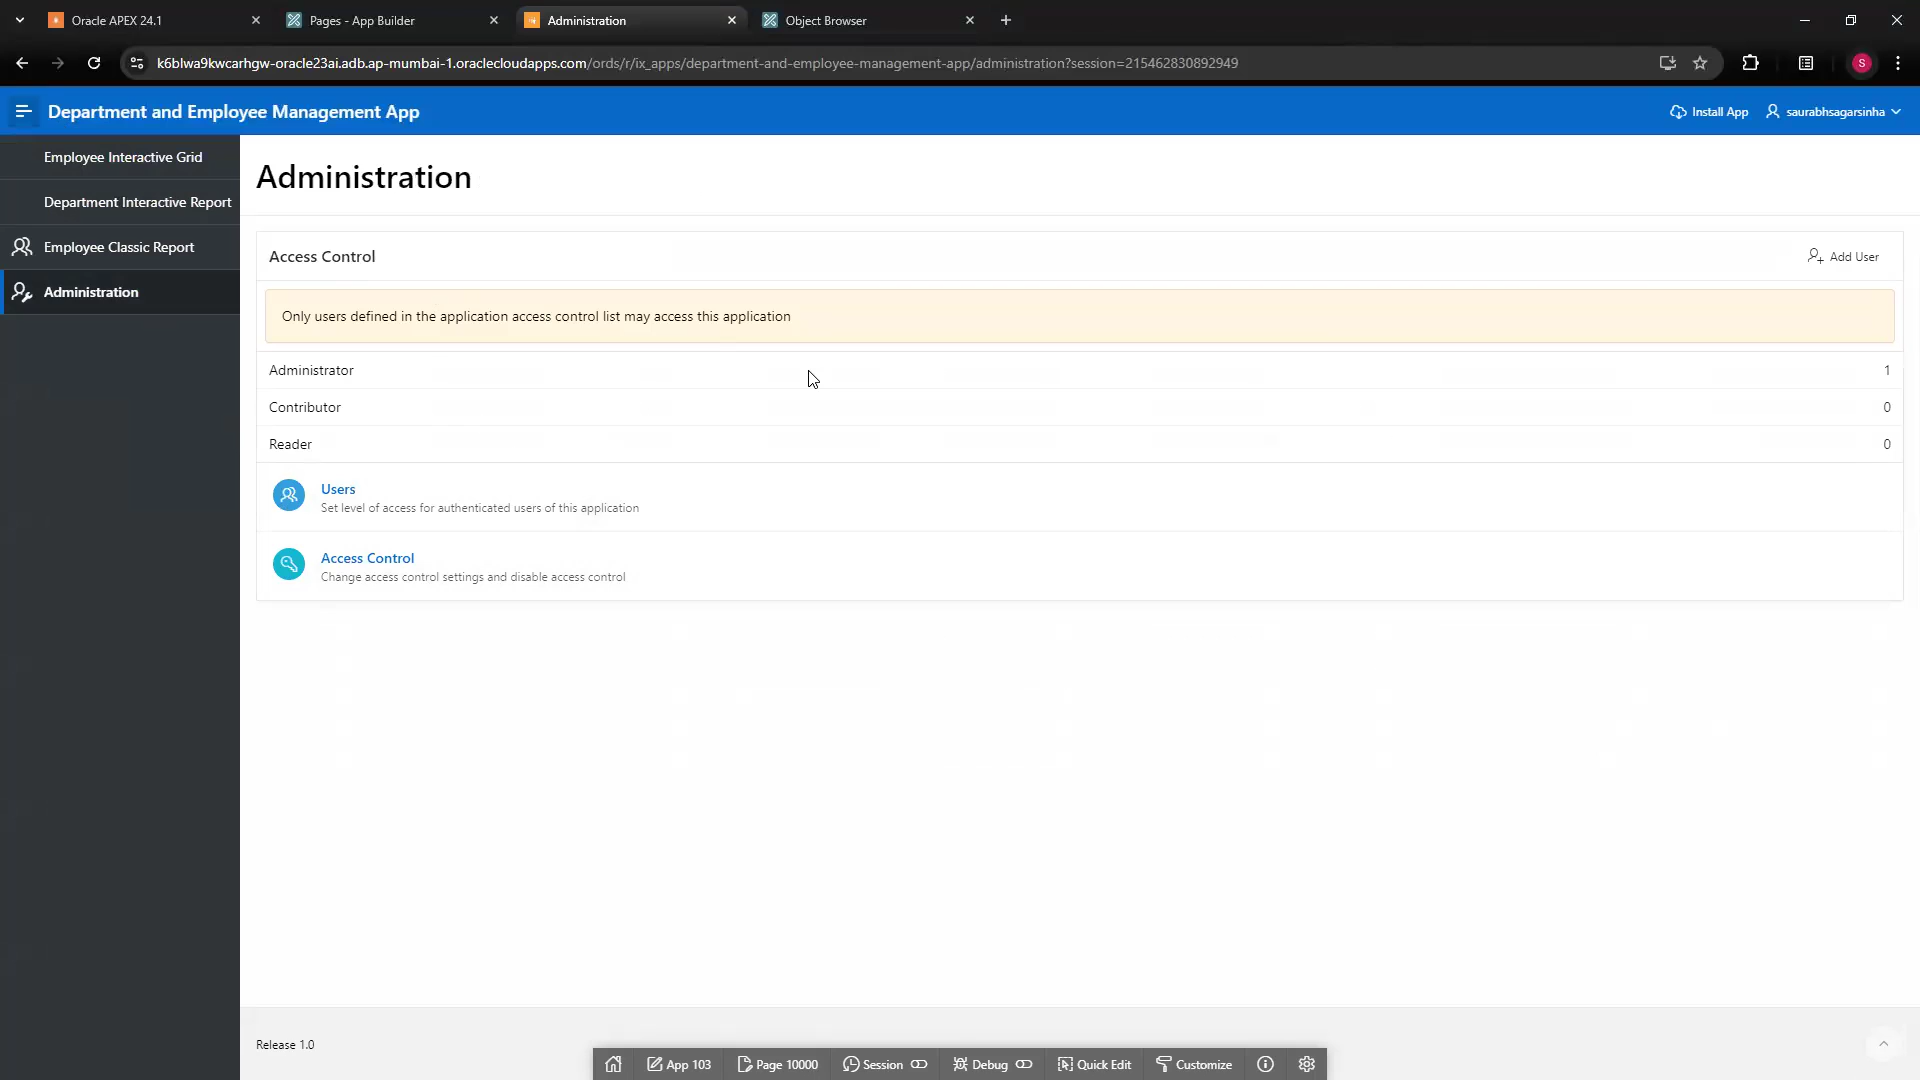 Oracle APEX 24.1
Pages - App Builder
Administration
Object Browser
k6blwa9kwcarhgw-oracle23ai.adb.ap-mumbai-1.oraclecloudapps.com/ords/r/ix_apps/department-and-employee-management-app/administration?session=215462830892949
S
Department and Employee Management App
Install App
saurabhsagarsinha
Employee Interactive Grid
Department Interactive Report
Employee Classic Report
Administration
Administration
Access Control
Add User
Only users defined in the application access control list may access this application
Administrator 1
Contributor 0
Reader 0
Users
Set level of access for authenticated users of this application
Access Control
Change access control settings and disable access control
Release 1.0
App 103
Page 10000
Session
Debug
Quick Edit
Customize